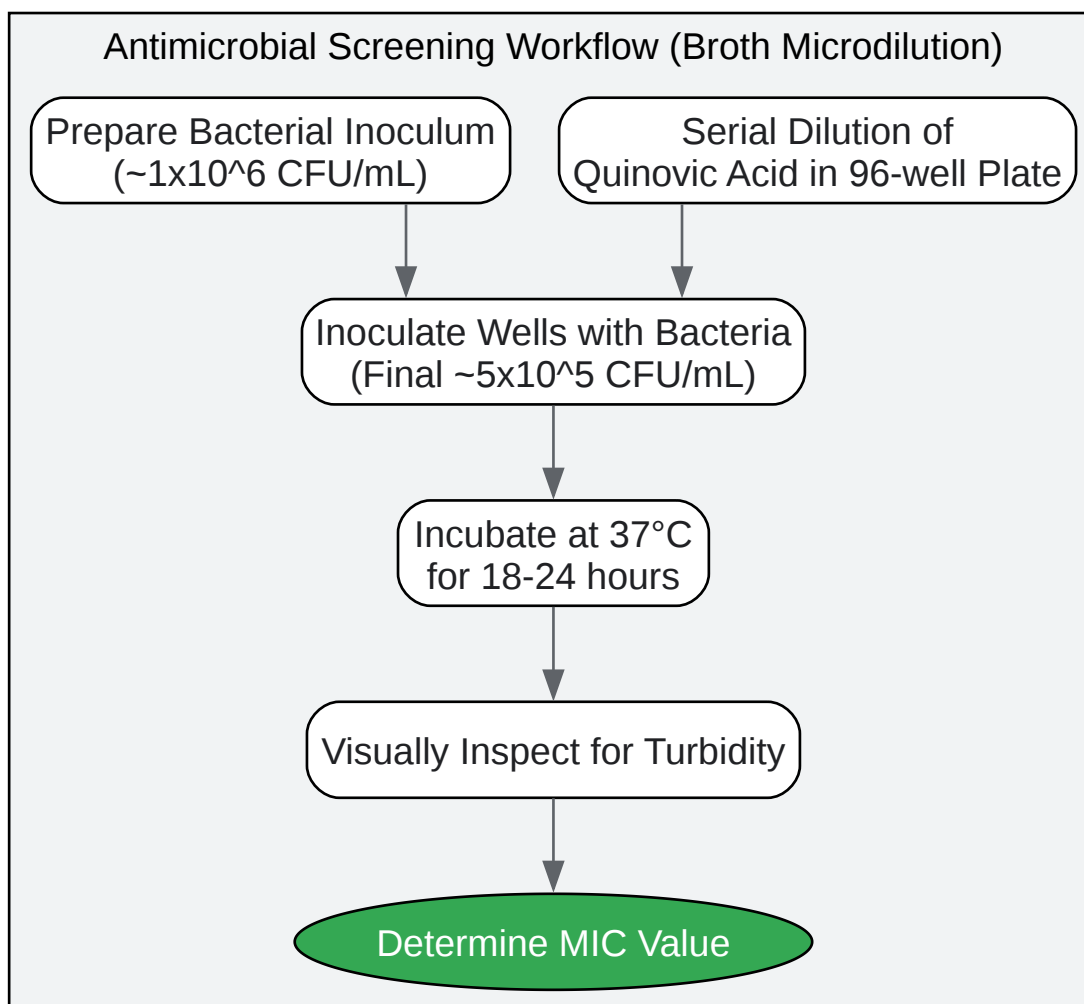 Antimicrobial Screening Workflow (Broth Microdilution)
Prepare Bacterial Inoculum
(~1x10^6 CFU/mL)
Serial Dilution of
Quinovic Acid in 96-well Plate
Inoculate Wells with Bacteria
(Final ~5x10^5 CFU/mL)
Incubate at 37°C
for 18-24 hours
Visually Inspect for Turbidity
Determine MIC Value